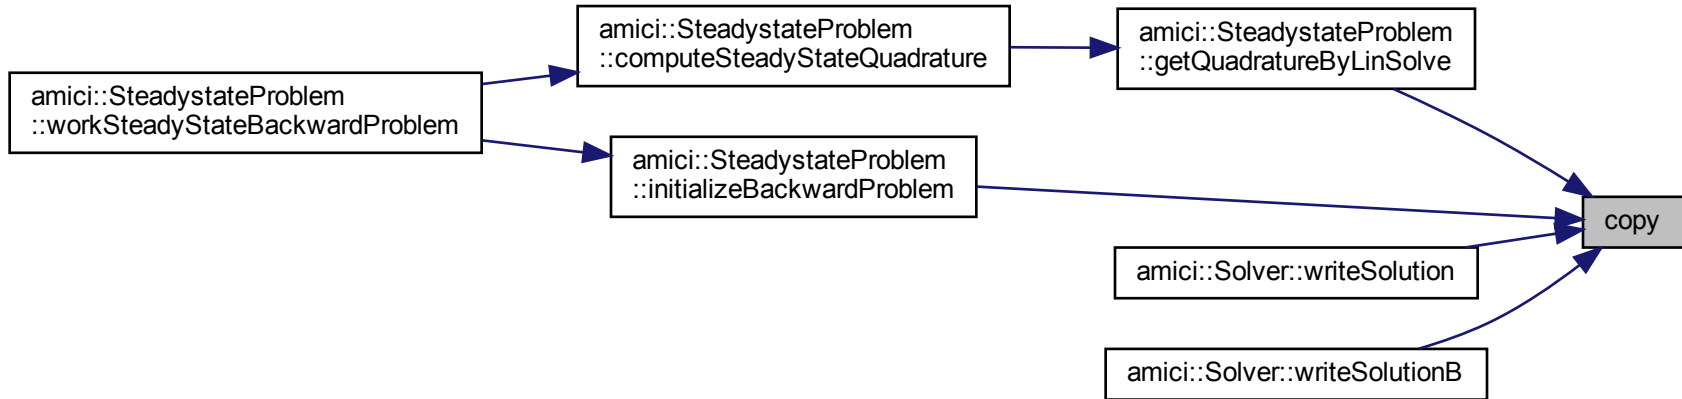 amici::SteadystateProblem
::workSteadyStateBackwardProblem
amici::SteadystateProblem
::computeSteadyStateQuadrature
amici::SteadystateProblem
::initializeBackwardProblem
amici::SteadystateProblem
::getQuadratureByLinSolve
amici::Solver::writeSolution
amici::Solver::writeSolutionB
copy